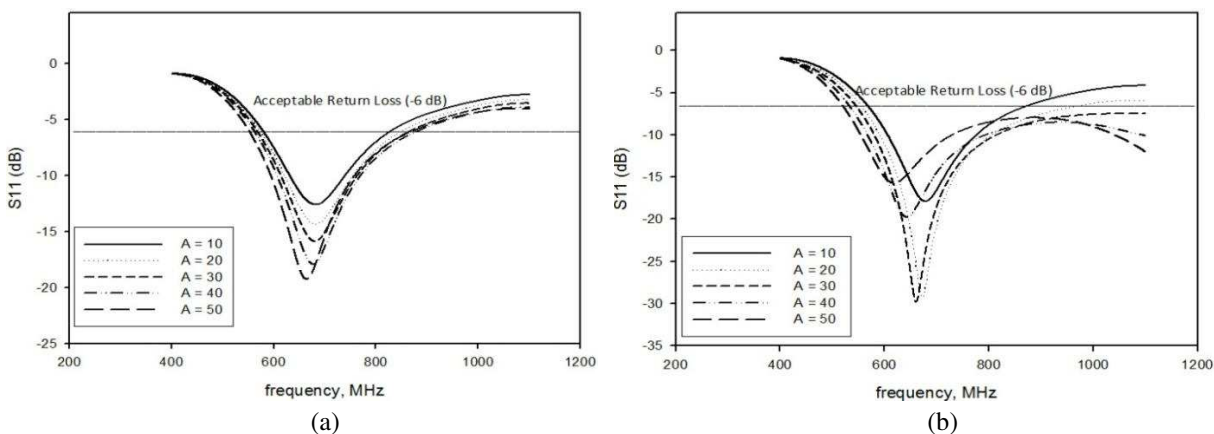 0
-5
-10
-15
-20
-25
S11 (dB)
Acceptable Return Loss (-6 dB)
A = 10
A = 20
A = 30
A = 40
A = 50
200
400
600
800
1000
1200
frequency, MHz
(a)
0
-5
-10
-15
-20
-25
-30
-35
S11 (dB)
Acceptable Return Loss (-6 dB)
A = 10
A = 20
A = 30
A = 40
A = 50
200
400
600
800
1000
1200
frequency, MHz
(b)